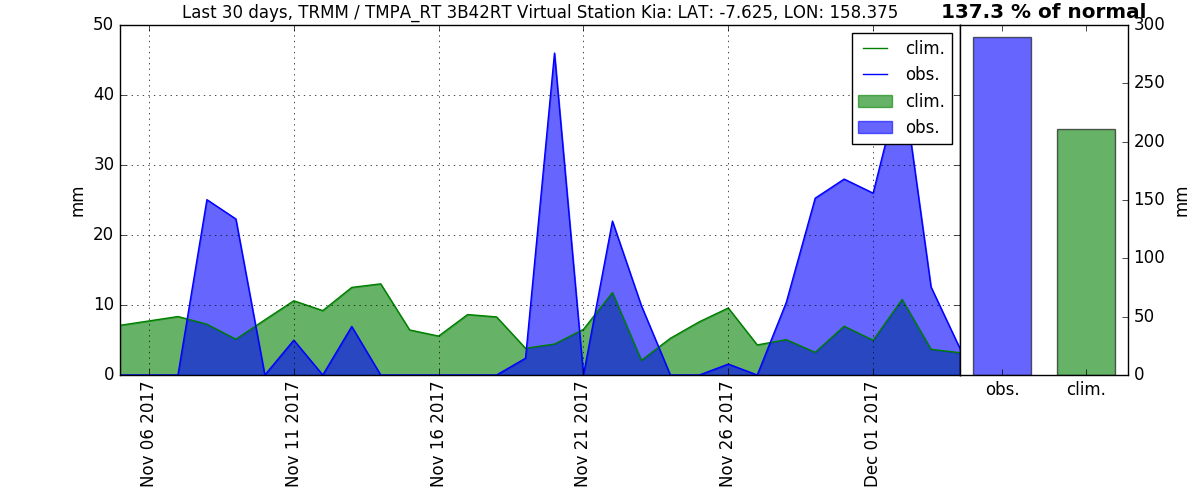 Last 30 days, TRMM / TMPA_RT 3B42RT Virtual Station Kia: LAT: -7.625, LON: 158.375
137.3 % of normal
50
40
30
20
10
0
mm
clim.
obs.
clim.
obs.
300
250
200
150
100
50
0
mm
Nov 06 2017
Nov 11 2017
Nov 16 2017
Nov 21 2017
Nov 26 2017
Dec 01 2017
obs.
clim.